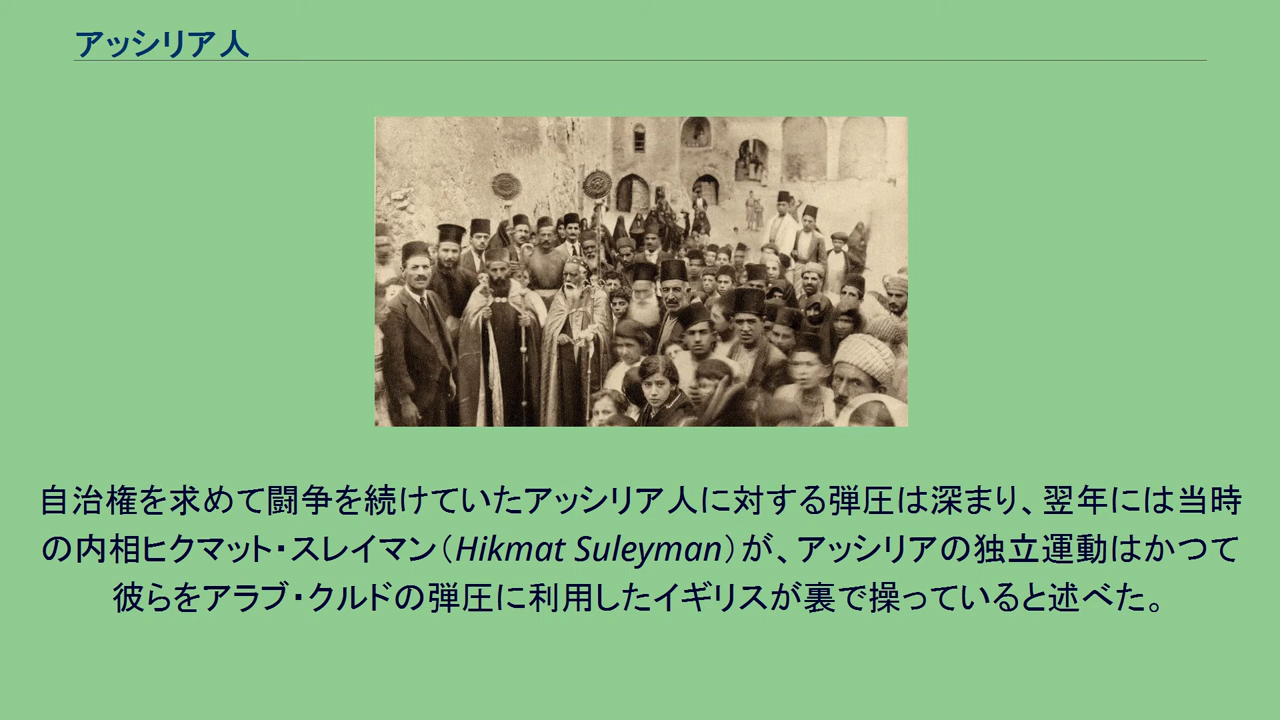 アッシリア人
自治権を求めて闘争を続けていたアッシリア人に対する弾圧は深まり、翌年には当時
の内相ヒクマット・スレイマン（Hikmat Suleyman）が、アッシリアの独立運動はかつて
彼らをアラブ・クルドの弾圧に利用したイギリスが裏で操っていると述べた。